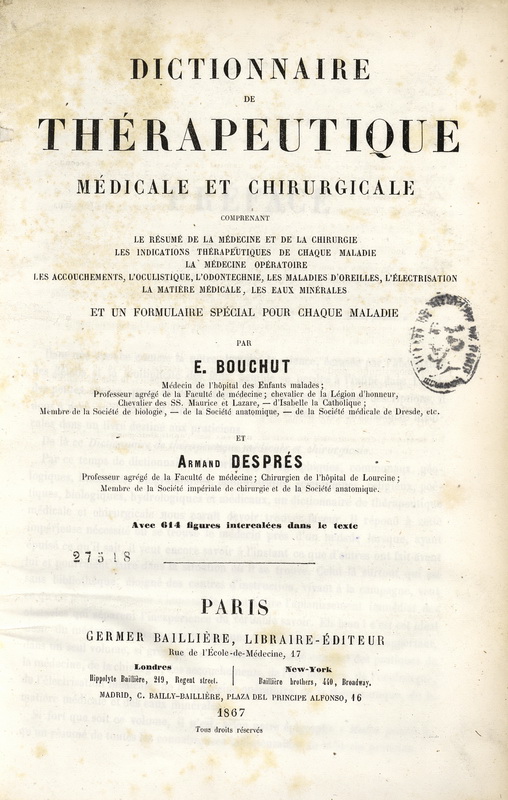 DICTIONNAIRE
DE
THÉRAPEUTIQUE
MÉDICALE ET CHIRURGICALE
COMPRENANT
LE RÉSUMÉ DE LA MÉDECINE ET DE LA CHIRURGIE
LES INDICATIONS THÉRAPEUTIQUES DE CHAQUE MALADIE
LA MÉDECINE OPÉRATOIRE
LES ACCOUCHEMENTS, L'OCULISTIQUE, L'ODONTECHNIE, LES MALADIES D'OREILLES, L'ÉLECTRISATION
LA MATIÈRE MÉDICALE, LES EAUX MINÉRALES
ET UN FORMULAIRE SPÉCIAL POUR CHAQUE MALADIE
PAR
E. BOUCHUT
Médecin de l'hôpital des Enfants malades ;
Professeur agrégé de la Faculté de médecine ; chevalier de la Légion d'honneur,
Chevalier des SS. Maurice et Lazare, — d'Isabelle la Catholique ;
Membre de la Société de biologie, — de la Société anatomique, — de la Société médicale de Dresde, etc.
ET
ARMAND DESPRÉS
Professeur agrégé de la Faculté de médecine ; Chirurgien de l'hôpital de Lourcine ;
Membre de la Société impériale de chirurgie et de la Société anatomique.
Avec 614 figures intercalées dans le texte
27518
PARIS
GERMER BAILLIÈRE, LIBRAIRE-ÉDITEUR
Rue de l'École-de-Médecine, 17
Londres
Hippolyte Baillière, 219, Regent street.
New-York
Baillière brothers, 440, Broadway.
MADRID, C. BAILLY-BAILLIÈRE, PLAZA DEL PRINCIPE ALFONSO, 16
1867
Tous droits réservés